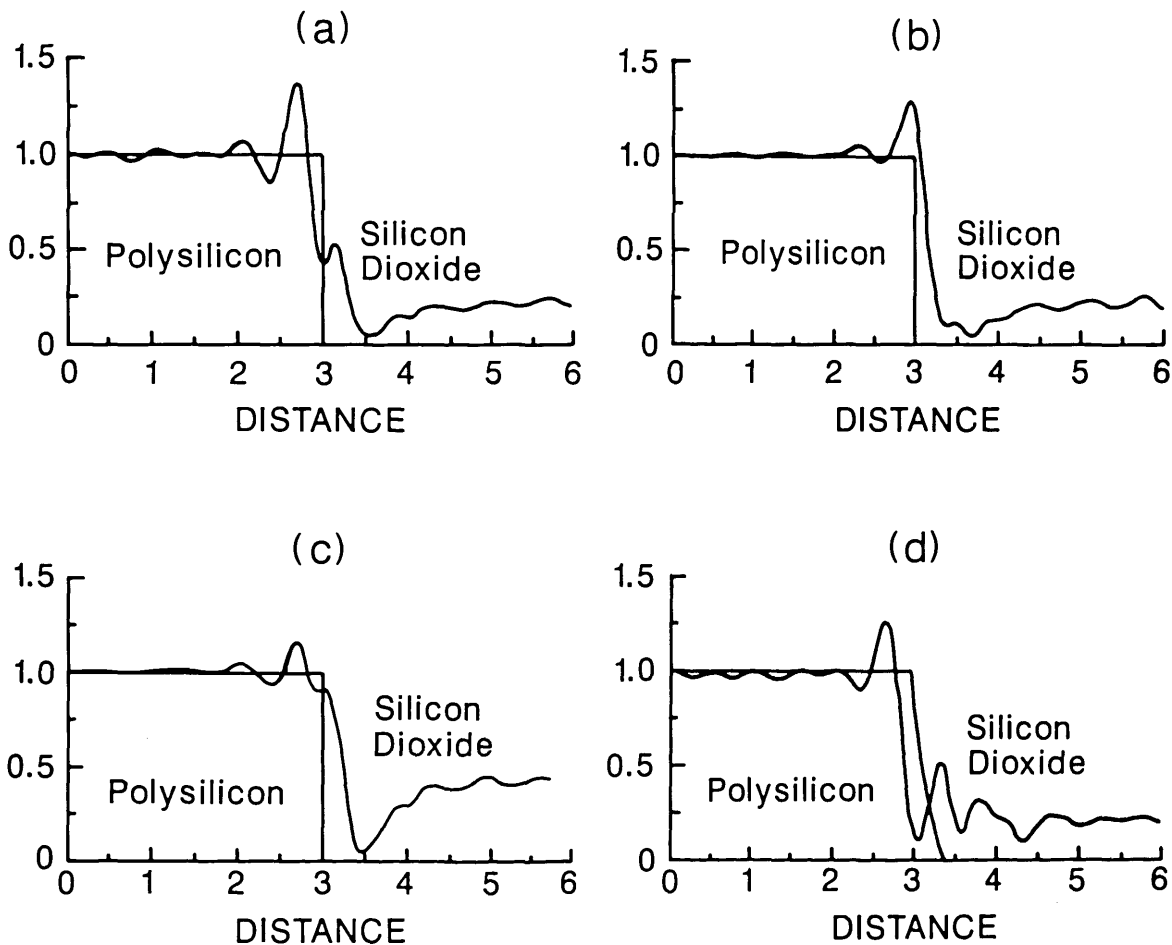 (a)
1.5
1.0
0.5
0
Polysilicon
Silicon
Dioxide
0 1 2 3 4 5 6
DISTANCE
(b)
1.5
1.0
0.5
0
Polysilicon
Silicon
Dioxide
0 1 2 3 4 5 6
DISTANCE
(c)
1.5
1.0
0.5
0
Polysilicon
Silicon
Dioxide
0 1 2 3 4 5 6
DISTANCE
(d)
1.5
1.0
0.5
0
Polysilicon
Silicon
Dioxide
0 1 2 3 4 5 6
DISTANCE